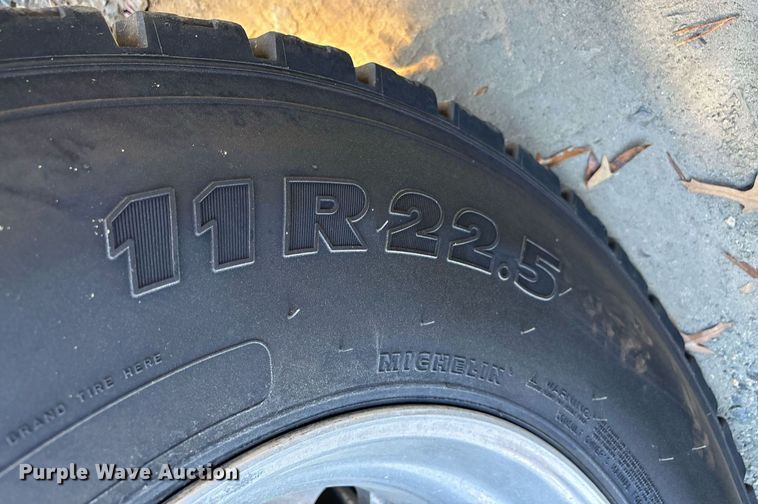 11R22.5
MICHELIN
BRAND TIRE HERE
⚠ WARNING
Purple Wave Auction